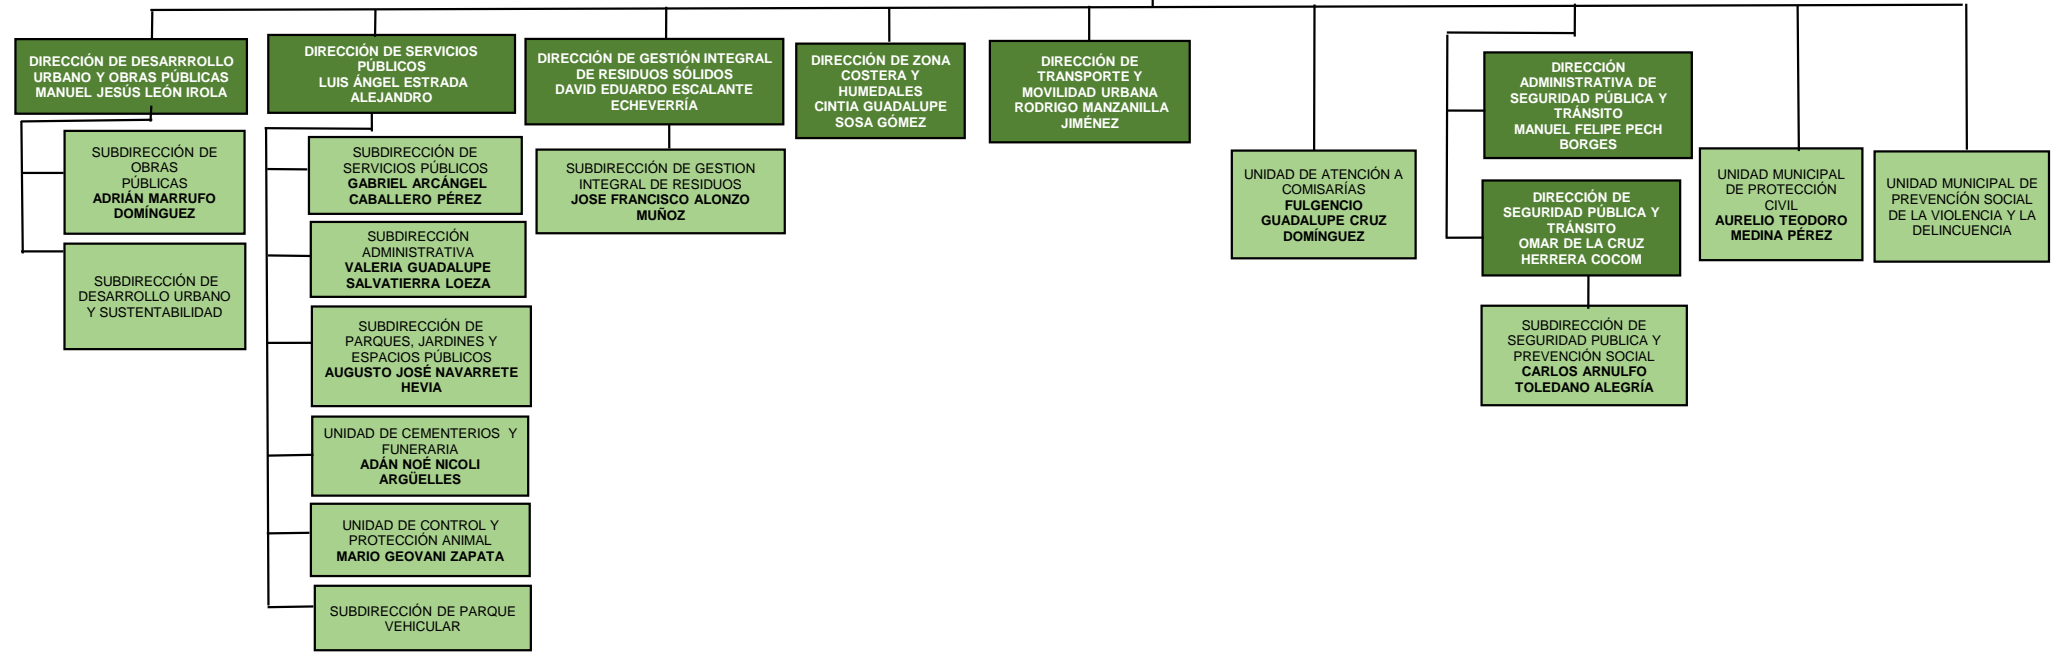 DIRECCIÓN DE DESARRROLLO
URBANO Y OBRAS PÚBLICAS
MANUEL JESÚS LEÓN IROLA
SUBDIRECCIÓN DE
OBRAS
PÚBLICAS
ADRIÁN MARRUFO
DOMÍNGUEZ
SUBDIRECCIÓN DE
DESARROLLO URBANO
Y SUSTENTABILIDAD
DIRECCIÓN DE SERVICIOS
PÚBLICOS
LUIS ÁNGEL ESTRADA
ALEJANDRO
SUBDIRECCIÓN DE
SERVICIOS PÚBLICOS
GABRIEL ARCÁNGEL
CABALLERO PÉREZ
SUBDIRECCIÓN
ADMINISTRATIVA
VALERIA GUADALUPE
SALVATIERRA LOEZA
SUBDIRECCIÓN DE
PARQUES, JARDINES Y
ESPACIOS PÚBLICOS
AUGUSTO JOSÉ NAVARRETE
HEVIA
UNIDAD DE CEMENTERIOS Y
FUNERARIA
ADÁN NOÉ NICOLI
ARGÜELLES
UNIDAD DE CONTROL Y
PROTECCIÓN ANIMAL
MARIO GEOVANI ZAPATA
SUBDIRECCIÓN DE PARQUE
VEHICULAR
DIRECCIÓN DE GESTIÓN INTEGRAL
DE RESIDUOS SÓLIDOS
DAVID EDUARDO ESCALANTE
ECHEVERRÍA
SUBDIRECCIÓN DE GESTION
INTEGRAL DE RESIDUOS
JOSE FRANCISCO ALONZO
MUÑOZ
DIRECCIÓN DE ZONA
COSTERA Y
HUMEDALES
CINTIA GUADALUPE
SOSA GÓMEZ
DIRECCIÓN DE
TRANSPORTE Y
MOVILIDAD URBANA
RODRIGO MANZANILLA
JIMÉNEZ
UNIDAD DE ATENCIÓN A
COMISARÍAS
FULGENCIO
GUADALUPE CRUZ
DOMÍNGUEZ
DIRECCIÓN
ADMINISTRATIVA DE
SEGURIDAD PÚBLICA Y
TRÁNSITO
MANUEL FELIPE PECH
BORGES
DIRECCIÓN DE
SEGURIDAD PÚBLICA Y
TRÁNSITO
OMAR DE LA CRUZ
HERRERA COCOM
SUBDIRECCIÓN DE
SEGURIDAD PUBLICA Y
PREVENCIÓN SOCIAL
CARLOS ARNULFO
TOLEDANO ALEGRÍA
UNIDAD MUNICIPAL
DE PROTECCIÓN
CIVIL
AURELIO TEODORO
MEDINA PÉREZ
UNIDAD MUNICIPAL DE
PREVENCIÓN SOCIAL
DE LA VIOLENCIA Y LA
DELINCUENCIA